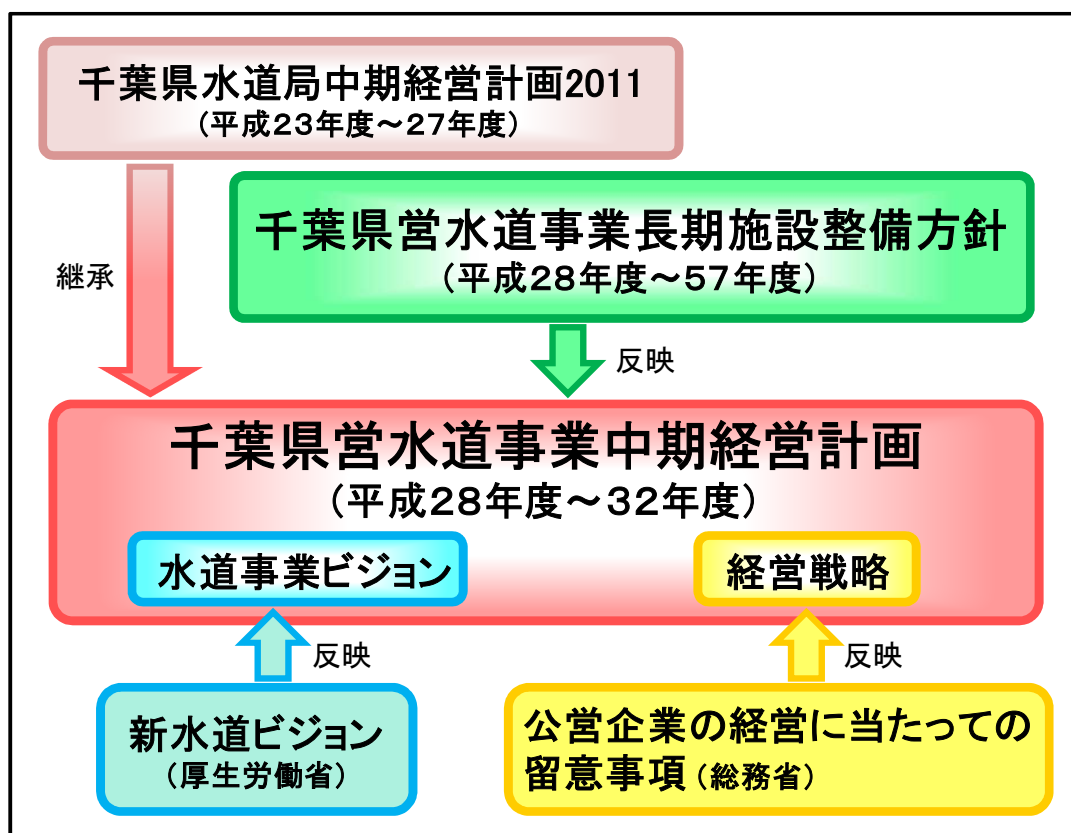 千葉県水道局中期経営計画2011
（平成23年度～27年度）
千葉県営水道事業長期施設整備方針
（平成28年度～57年度）
継承
反映
千葉県営水道事業中期経営計画
（平成28年度～32年度）
水道事業ビジョン
経営戦略
反映
反映
新水道ビジョン
（厚生労働省）
公営企業の経営に当たっての
留意事項（総務省）